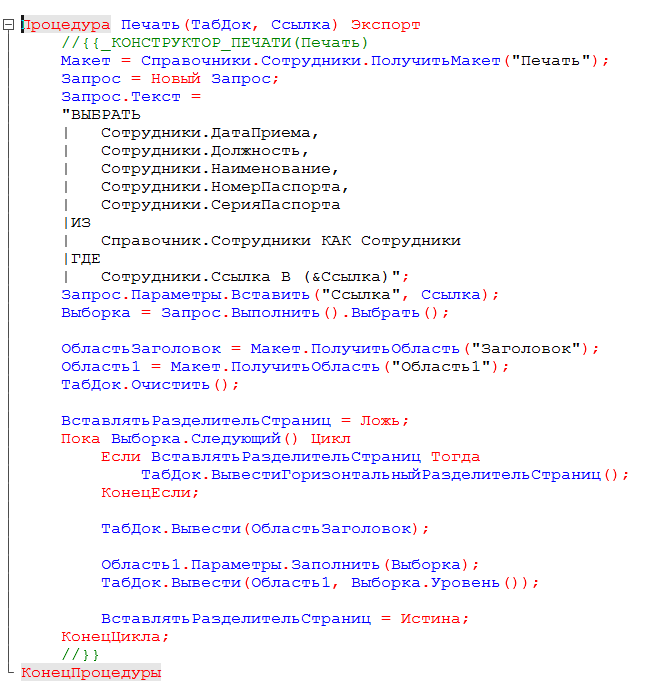 Процедура Печать(ТабДок, Ссылка) Экспорт
//{{_КОНСТРУКТОР_ПЕЧАТИ(Печать)
Макет = Справочники.Сотрудники.ПолучитьМакет("Печать");
Запрос = Новый Запрос;
Запрос.Текст =
"ВЫБРАТЬ
|	Сотрудники.ДатаПриема,
|	Сотрудники.Должность,
|	Сотрудники.Наименование,
|	Сотрудники.НомерПаспорта,
|	Сотрудники.СерияПаспорта
|ИЗ
|	Справочник.Сотрудники КАК Сотрудники
|ГДЕ
|	Сотрудники.Ссылка В (&Ссылка)";
Запрос.Параметры.Вставить("Ссылка", Ссылка);
Выборка = Запрос.Выполнить().Выбрать();
ОбластьЗаголовок = Макет.ПолучитьОбласть("Заголовок");
Область1 = Макет.ПолучитьОбласть("Область1");
ТабДок.Очистить();
ВставлятьРазделительСтраниц = Ложь;
Пока Выборка.Следующий() Цикл
Если ВставлятьРазделительСтраниц Тогда
ТабДок.ВывестиГоризонтальныйРазделительСтраниц();
КонецЕсли;
ТабДок.Вывести(ОбластьЗаголовок);
Область1.Параметры.Заполнить(Выборка);
ТабДок.Вывести(Область1, Выборка.Уровень());
ВставлятьРазделительСтраниц = Истина;
КонецЦикла;
//}}
КонецПроцедуры